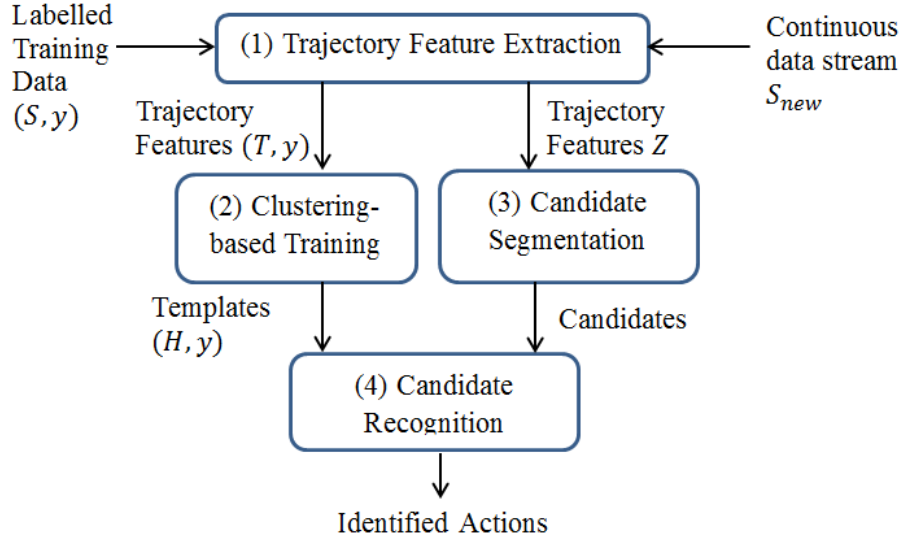 Labelled
Training
Data
(S, y)
(1) Trajectory Feature Extraction
Continuous
data stream
S_new
Trajectory
Features (T, y)
Trajectory
Features Z
(2) Clustering-
based Training
(3) Candidate
Segmentation
Templates
(H, y)
Candidates
(4) Candidate
Recognition
Identified Actions